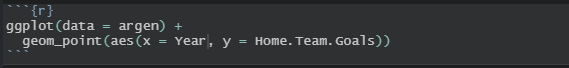 ```{r}
ggplot(data = argen) +
  geom_point(aes(x = Year, y = Home.Team.Goals))
```